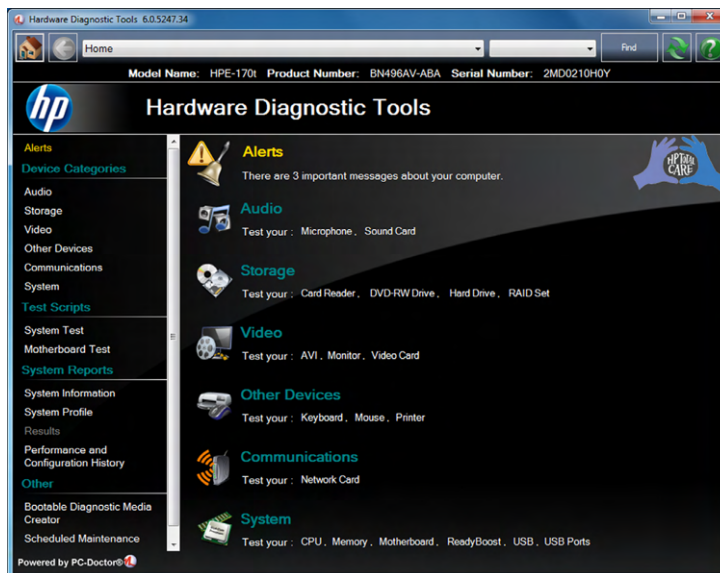 Hardware Diagnostic Tools 6.0.5247.34
Home
Find
Model Name: HPE-170t Product Number: BN496AV-ABA Serial Number: 2MD0210H0Y
hp
Hardware Diagnostic Tools
Alerts
Device Categories
Audio
Storage
Video
Other Devices
Communications
System
Test Scripts
System Test
Motherboard Test
System Reports
System Information
System Profile
Results
Performance and
Configuration History
Other
Bootable Diagnostic Media
Creator
Scheduled Maintenance
Powered by PC-Doctor®
Alerts
There are 3 important messages about your computer.
HP Total
CARE
Audio
Test your : Microphone , Sound Card
Storage
Test your : Card Reader , DVD-RW Drive , Hard Drive , RAID Set
Video
Test your : AVI , Monitor , Video Card
Other Devices
Test your : Keyboard , Mouse , Printer
Communications
Test your : Network Card
System
Test your : CPU , Memory , Motherboard , ReadyBoost , USB , USB Ports